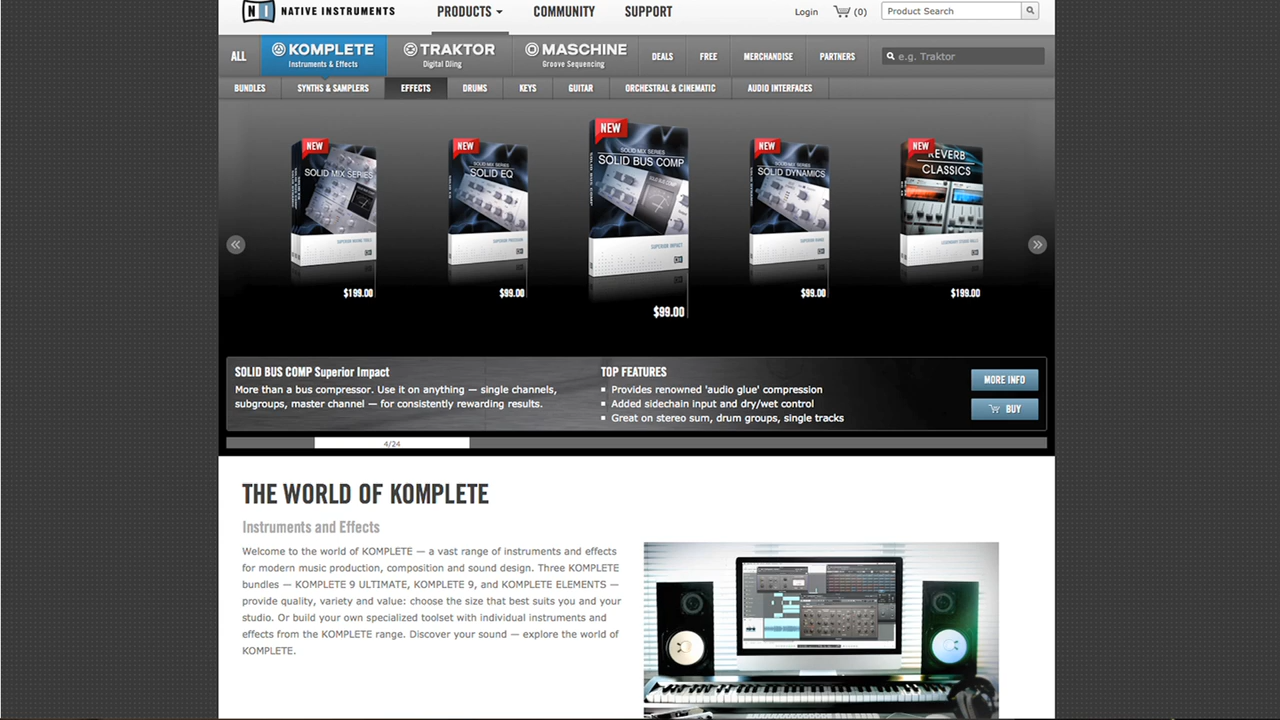 NI NATIVE INSTRUMENTS
PRODUCTS COMMUNITY SUPPORT
Login (0) Product Search
ALL KOMPLETE TRAKTOR MASCHINE DEALS FREE MERCHANDISE PARTNERS e.g. Traktor
Instruments & Effects Digital DJing Groove Sequencing
BUNDLES SYNTHS & SAMPLERS EFFECTS DRUMS KEYS GUITAR ORCHESTRAL & CINEMATIC AUDIO INTERFACES
NEW
SOLID MIX SERIES
$199.00
NEW
SOLID MIX SERIES
SOLID EQ
$99.00
NEW
SOLID MIX SERIES
SOLID BUS COMP
SUPERIOR IMPACT
$99.00
NEW
SOLID MIX SERIES
SOLID DYNAMICS
$99.00
NEW
REVERB
CLASSICS
$199.00
SOLID BUS COMP Superior Impact
More than a bus compressor. Use it on anything — single channels,
subgroups, master channel — for consistently rewarding results.
TOP FEATURES
Provides renowned 'audio glue' compression
Added sidechain input and dry/wet control
Great on stereo sum, drum groups, single tracks
MORE INFO
BUY
4/24
THE WORLD OF KOMPLETE
Instruments and Effects
Welcome to the world of KOMPLETE — a vast range of instruments and effects
for modern music production, composition and sound design. Three KOMPLETE
bundles — KOMPLETE 9 ULTIMATE, KOMPLETE 9, and KOMPLETE ELEMENTS —
provide quality, variety and value: choose the size that best suits you and your
studio. Or build your own specialized toolset with individual instruments and
effects from the KOMPLETE range. Discover your sound — explore the world of
KOMPLETE.